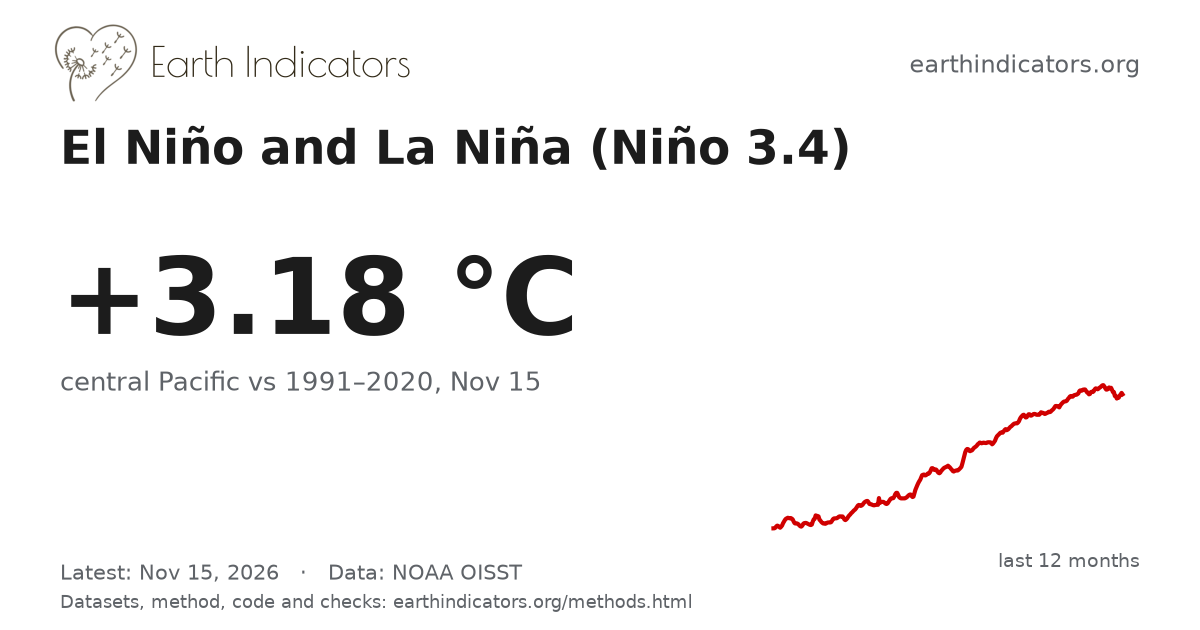 Earth Indicators
earthindicators.org
El Niño and La Niña (Niño 3.4)
+3.18 °C
central Pacific vs 1991–2020, Nov 15
last 12 months
Latest: Nov 15, 2026 · Data: NOAA OISST
Datasets, method, code and checks: earthindicators.org/methods.html